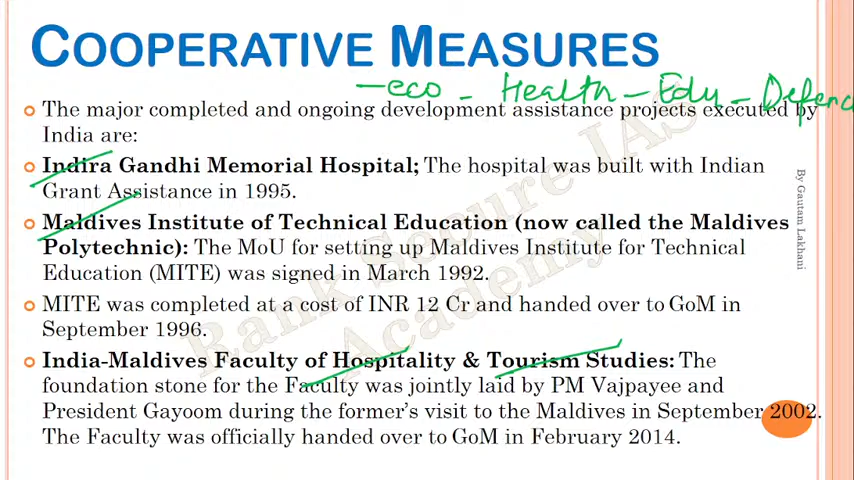 COOPERATIVE MEASURES
– eco – Health – Edu – Defenc
The major completed and ongoing development assistance projects executed by
India are:
Indira Gandhi Memorial Hospital; The hospital was built with Indian
Grant Assistance in 1995.
Maldives Institute of Technical Education (now called the Maldives
Polytechnic): The MoU for setting up Maldives Institute for Technical
Education (MITE) was signed in March 1992.
MITE was completed at a cost of INR 12 Cr and handed over to GoM in
September 1996.
India-Maldives Faculty of Hospitality & Tourism Studies: The
foundation stone for the Faculty was jointly laid by PM Vajpayee and
President Gayoom during the former's visit to the Maldives in September 2002.
The Faculty was officially handed over to GoM in February 2014.
By Gautam Lakhani
Bank Secure IAS
Academy